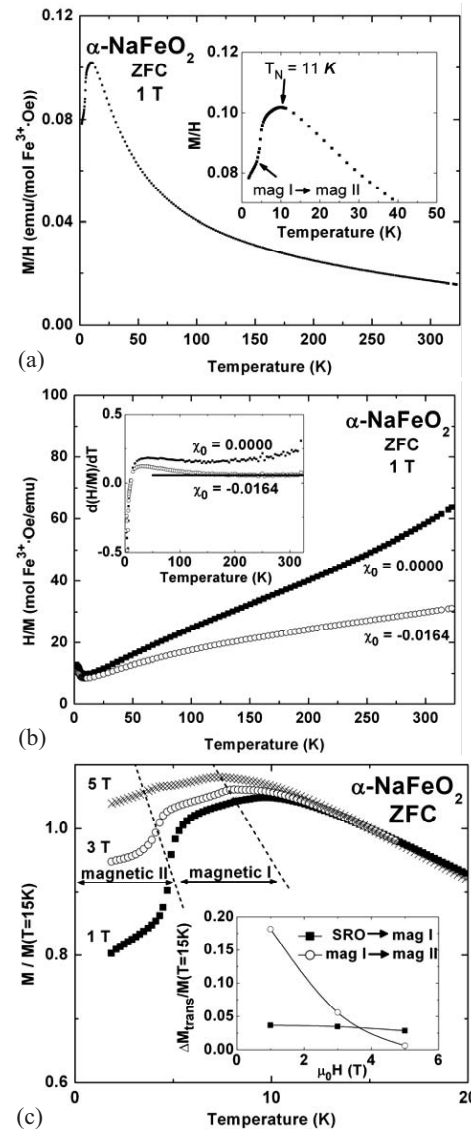 0.12
α-NaFeO2
ZFC
1 T
0.12
TN = 11 K
0.10
M/H
0.08
mag I → mag II
0 10 20 30 40 50
Temperature (K)
0.08
0.04
0.00
M/H (emu/(mol Fe3+·Oe))
0 50 100 150 200 250 300
Temperature (K)
(a)
100
α-NaFeO2
ZFC
1 T
0.5
0.0
-0.5
d(H/M)/dT
χ0 = 0.0000
χ0 = -0.0164
0 100 200 300
Temperature (K)
80
60
40
20
0
H/M (mol Fe3+·Oe/emu)
χ0 = 0.0000
χ0 = -0.0164
0 50 100 150 200 250 300
Temperature (K)
(b)
α-NaFeO2
ZFC
5 T
3 T
1 T
magnetic II
magnetic I
1.0
0.8
0.6
M / M(T=15K)
0.20
0.15
0.10
0.05
0.00
ΔMtrans/M(T=15K)
SRO → mag I
mag I → mag II
0 2 4 6
μ0H (T)
0 5 10 15 20
Temperature (K)
(c)